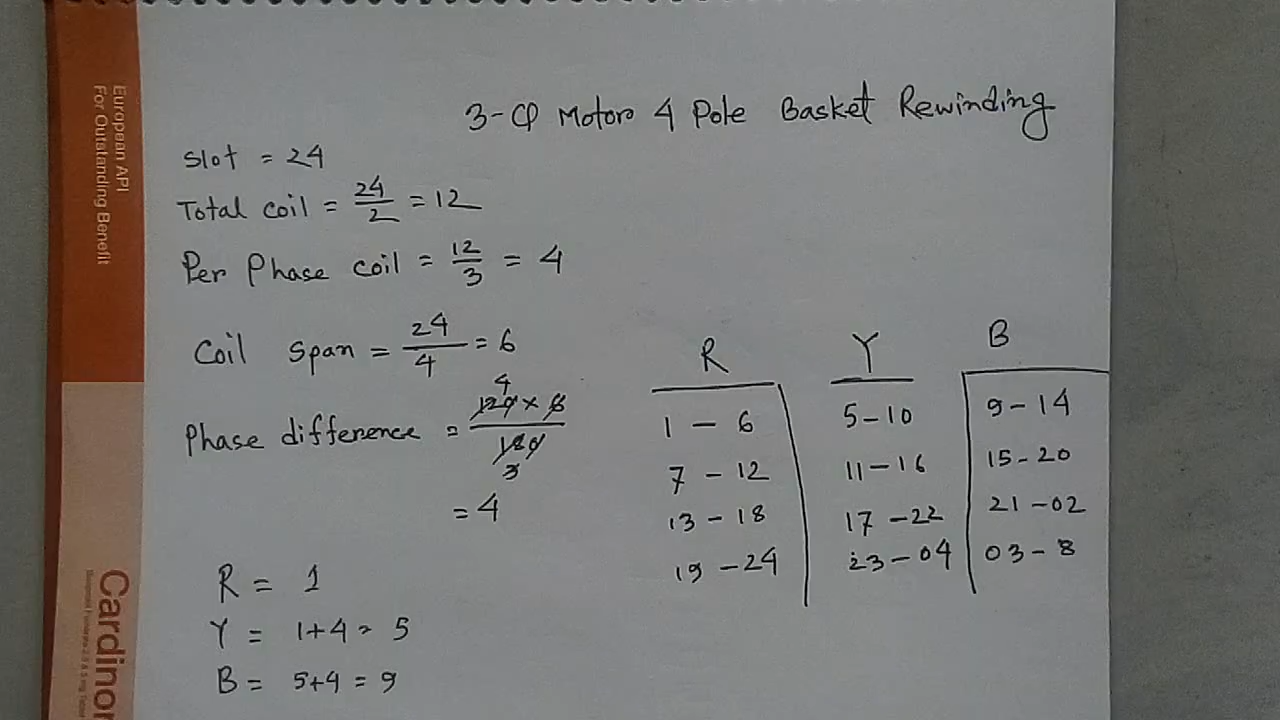 3-φ Motor 4 Pole Basket Rewinding
Slot = 24
Total coil = 24/2 = 12
Per Phase coil = 12/3 = 4
Coil Span = 24/4 = 6
Phase difference = 120 × 6 / 180
4
3
= 4
R = 1
Y = 1+4 = 5
B = 5+4 = 9
R Y B
1 - 6 5-10 9-14
7 - 12 11-16 15-20
13-18 17-22 21-02
19-24 23-04 03-8
European API
For Outstanding Benefit
Cardinor